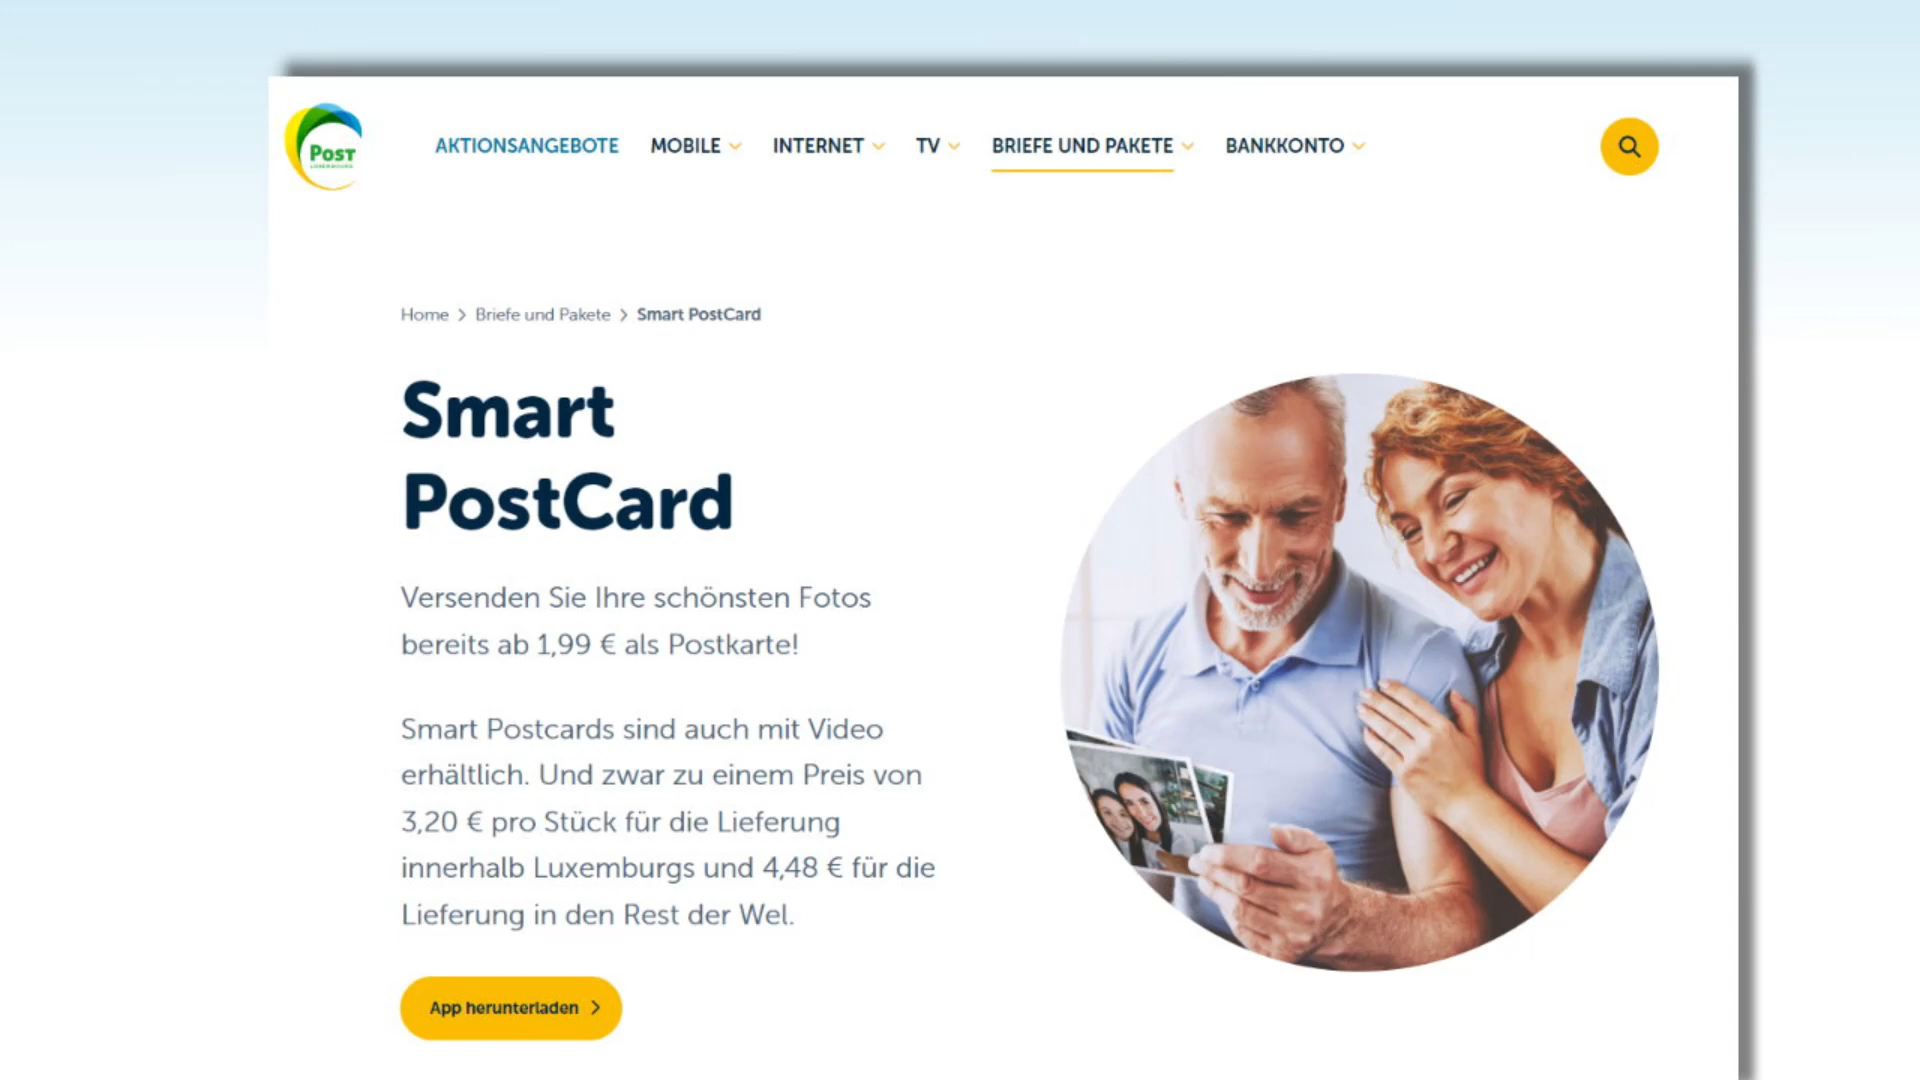 POST
LUXEMBOURG
AKTIONSANGEBOTE MOBILE INTERNET TV BRIEFE UND PAKETE BANKKONTO
Home > Briefe und Pakete > Smart PostCard
Smart
PostCard
Versenden Sie Ihre schönsten Fotos
bereits ab 1,99 € als Postkarte!
Smart Postcards sind auch mit Video
erhältlich. Und zwar zu einem Preis von
3,20 € pro Stück für die Lieferung
innerhalb Luxemburgs und 4,48 € für die
Lieferung in den Rest der Wel.
App herunterladen >